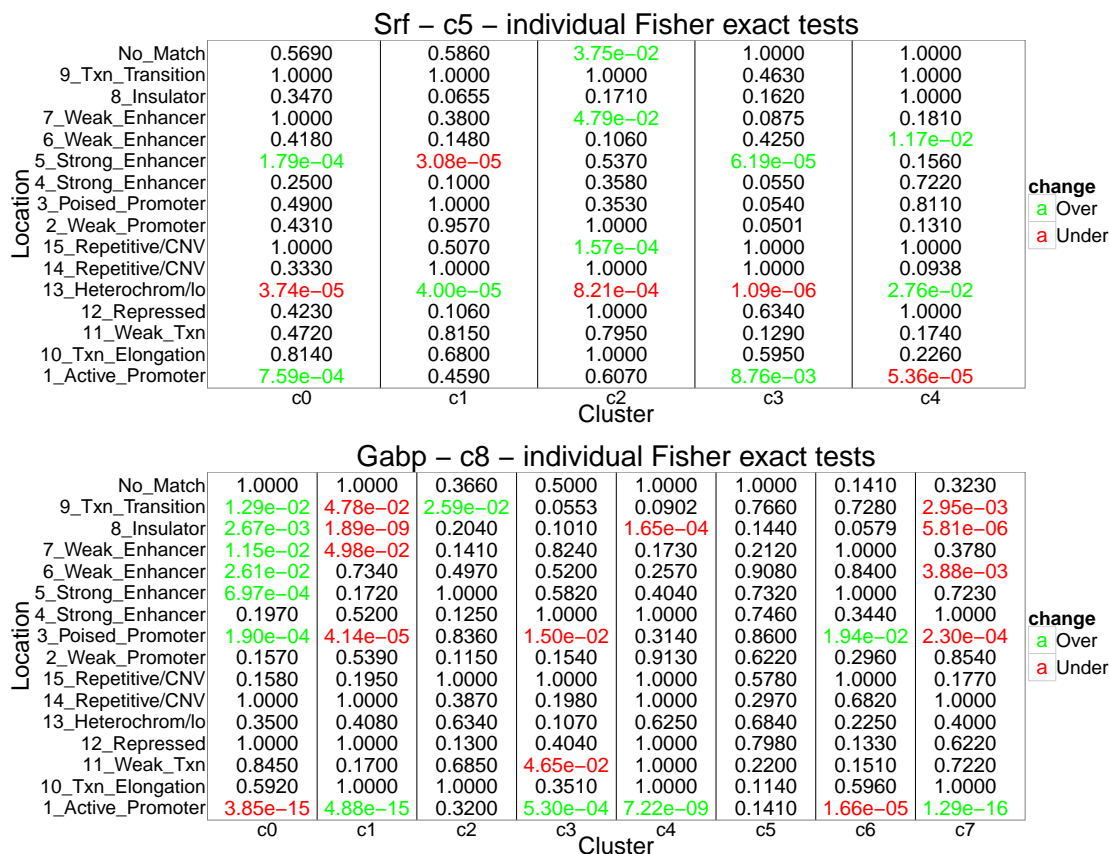 Srf – c5 – individual Fisher exact tests
No_Match 0.5690 0.5860 3.75e−02 1.0000 1.0000
9_Txn_Transition 1.0000 1.0000 1.0000 0.4630 1.0000
8_Insulator 0.3470 0.0655 0.1710 0.1620 1.0000
7_Weak_Enhancer 1.0000 0.3800 4.79e−02 0.0875 0.1810
6_Weak_Enhancer 0.4180 0.1480 0.1060 0.4250 1.17e−02
5_Strong_Enhancer 1.79e−04 3.08e−05 0.5370 6.19e−05 0.1560
4_Strong_Enhancer 0.2500 0.1000 0.3580 0.0550 0.7220
3_Poised_Promoter 0.4900 1.0000 0.3530 0.0540 0.8110
2_Weak_Promoter 0.4310 0.9570 1.0000 0.0501 0.1310
15_Repetitive/CNV 1.0000 0.5070 1.57e−04 1.0000 1.0000
14_Repetitive/CNV 0.3330 1.0000 1.0000 1.0000 0.0938
13_Heterochrom/lo 3.74e−05 4.00e−05 8.21e−04 1.09e−06 2.76e−02
12_Repressed 0.4230 0.1060 1.0000 0.6340 1.0000
11_Weak_Txn 0.4720 0.8150 0.7950 0.1290 0.1740
10_Txn_Elongation 0.8140 0.6800 1.0000 0.5950 0.2260
1_Active_Promoter 7.59e−04 0.4590 0.6070 8.76e−03 5.36e−05
c0 c1 c2 c3 c4
Cluster
Location
change
a Over
a Under
Gabp – c8 – individual Fisher exact tests
No_Match 1.0000 1.0000 0.3660 0.5000 1.0000 1.0000 0.1410 0.3230
9_Txn_Transition 1.29e−02 4.78e−02 2.59e−02 0.0553 0.0902 0.7660 0.7280 2.95e−03
8_Insulator 2.67e−03 1.89e−09 0.2040 0.1010 1.65e−04 0.1440 0.0579 5.81e−06
7_Weak_Enhancer 1.15e−02 4.98e−02 0.1410 0.8240 0.1730 0.2120 1.0000 0.3780
6_Weak_Enhancer 2.61e−02 0.7340 0.4970 0.5200 0.2570 0.9080 0.8400 3.88e−03
5_Strong_Enhancer 6.97e−04 0.1720 1.0000 0.5820 0.4040 0.7320 1.0000 0.7230
4_Strong_Enhancer 0.1970 0.5200 0.1250 1.0000 1.0000 0.7460 0.3440 1.0000
3_Poised_Promoter 1.90e−04 4.14e−05 0.8360 1.50e−02 0.3140 0.8600 1.94e−02 2.30e−04
2_Weak_Promoter 0.1570 0.5390 0.1150 0.1540 0.9130 0.6220 0.2960 0.8540
15_Repetitive/CNV 0.1580 0.1950 1.0000 1.0000 1.0000 0.5780 1.0000 0.1770
14_Repetitive/CNV 1.0000 1.0000 0.3870 0.1980 1.0000 0.2970 0.6820 1.0000
13_Heterochrom/lo 0.3500 0.4080 0.6340 0.1070 0.6250 0.6840 0.2250 0.4000
12_Repressed 1.0000 1.0000 0.1300 0.4040 1.0000 0.7980 0.1330 0.6220
11_Weak_Txn 0.8450 0.1700 0.6850 4.65e−02 1.0000 0.2200 0.1510 0.7220
10_Txn_Elongation 0.5920 1.0000 1.0000 0.3510 1.0000 0.1140 0.5960 1.0000
1_Active_Promoter 3.85e−15 4.88e−15 0.3200 5.30e−04 7.22e−09 0.1410 1.66e−05 1.29e−16
c0 c1 c2 c3 c4 c5 c6 c7
Cluster
Location
change
a Over
a Under